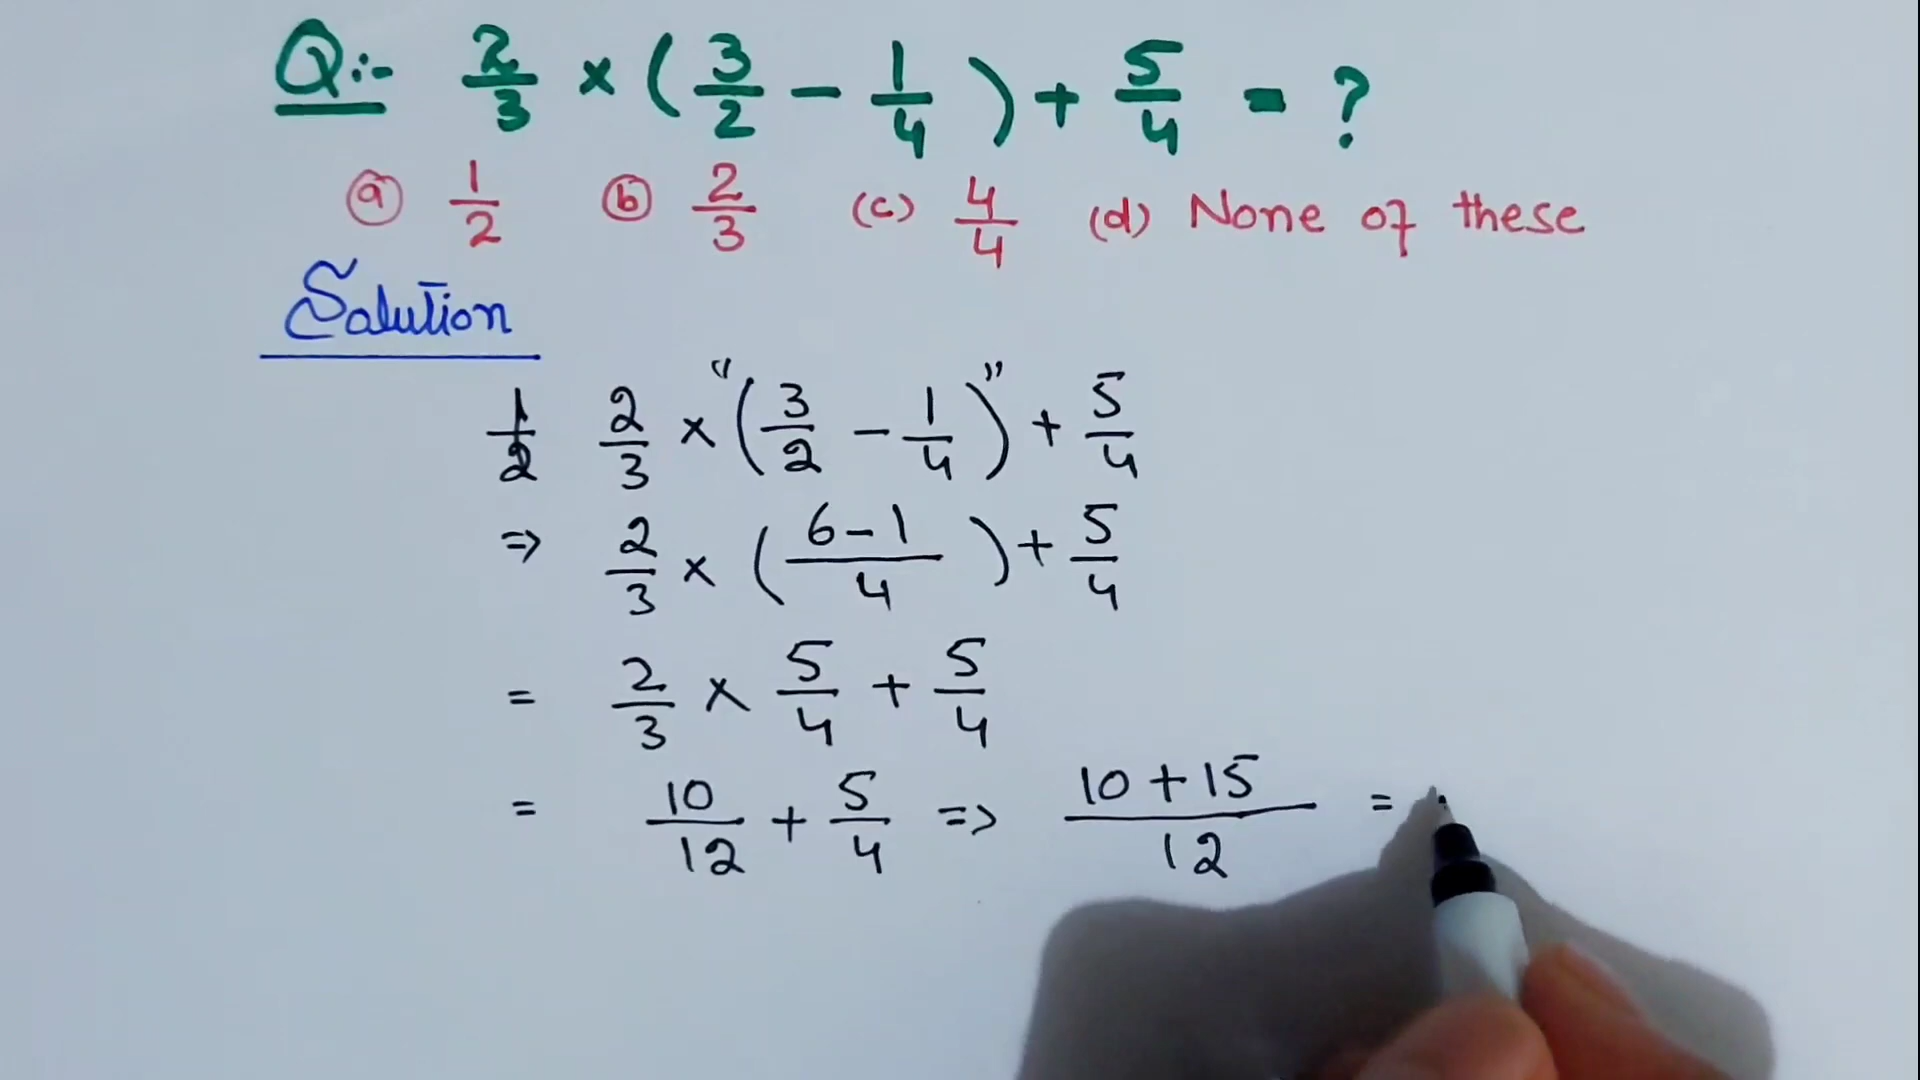 Q:- 2/3 × (3/2 - 1/4) + 5/4 = ?
(a) 1/2 (b) 2/3 (c) 4/4 (d) None of these
Solution
1/2 2/3 × "(3/2 - 1/4)" + 5/4
=> 2/3 × (6-1/4) + 5/4
= 2/3 × 5/4 + 5/4
= 10/12 + 5/4 => 10+15/12 =